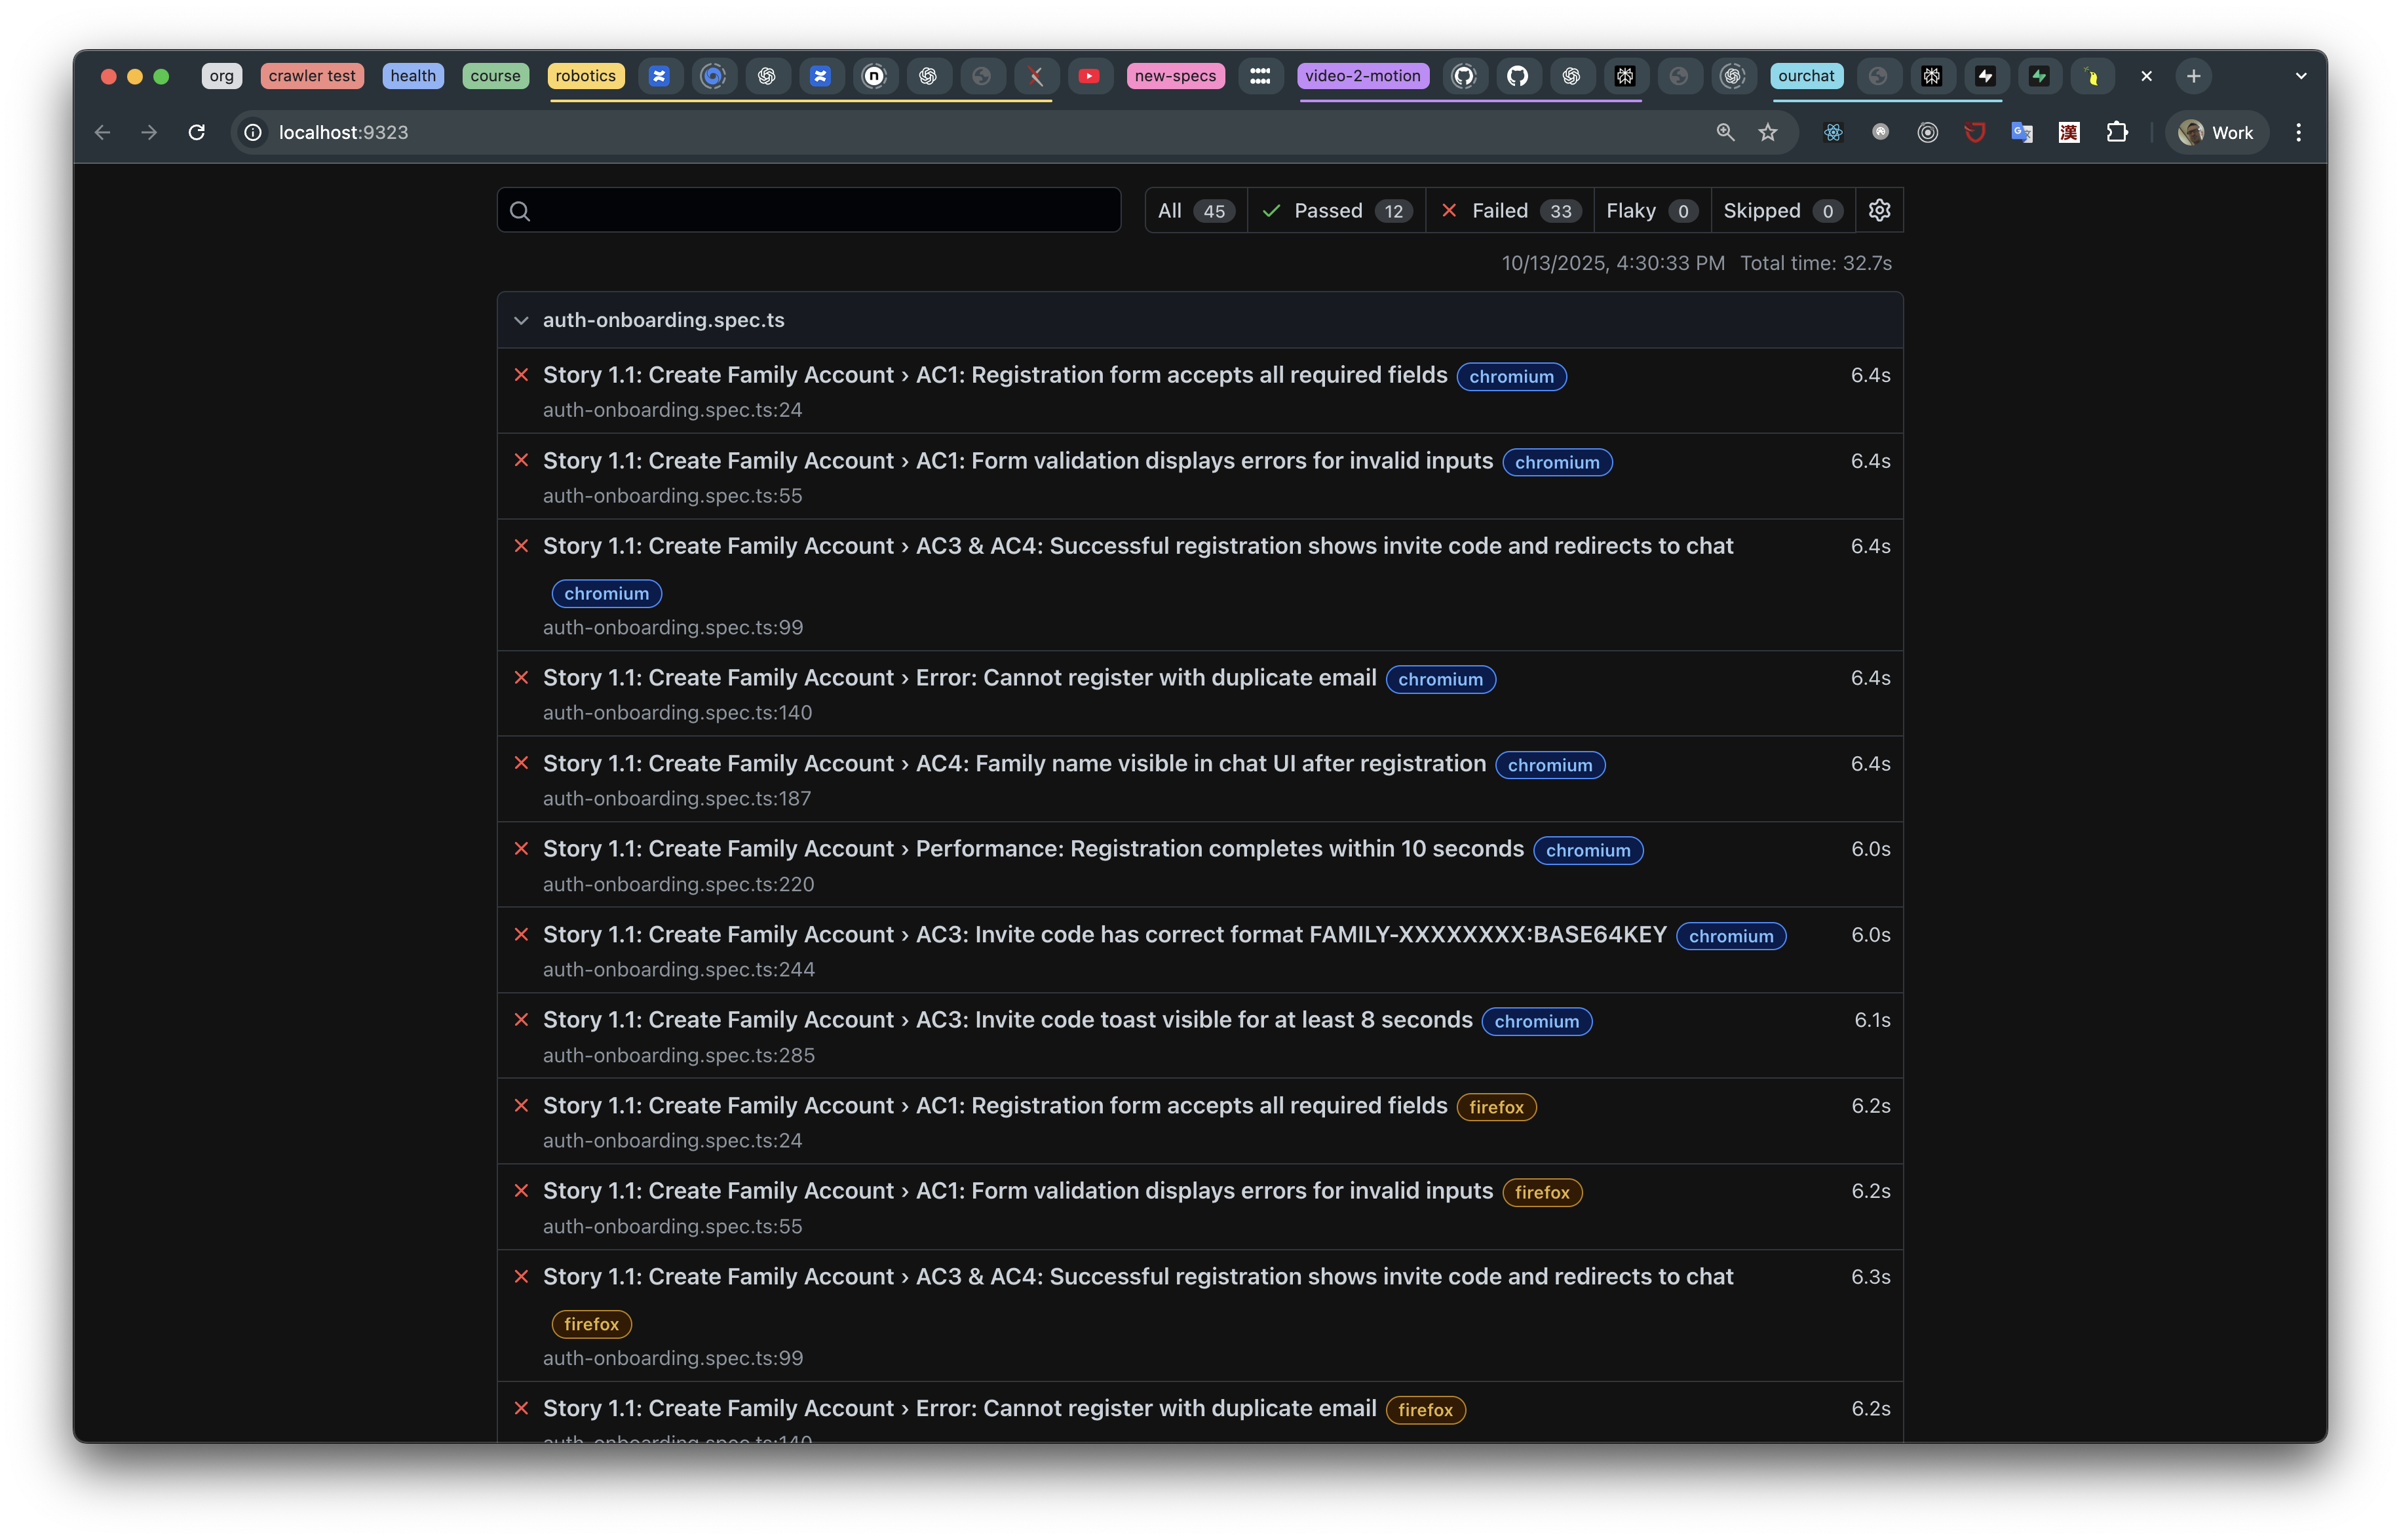 org crawler test health course robotics new-specs video-2-motion ourchat
localhost:9323 漢 Work
All 45 Passed 12 Failed 33 Flaky 0 Skipped 0
10/13/2025, 4:30:33 PM Total time: 32.7s
auth-onboarding.spec.ts
Story 1.1: Create Family Account › AC1: Registration form accepts all required fields chromium 6.4s
auth-onboarding.spec.ts:24
Story 1.1: Create Family Account › AC1: Form validation displays errors for invalid inputs chromium 6.4s
auth-onboarding.spec.ts:55
Story 1.1: Create Family Account › AC3 & AC4: Successful registration shows invite code and redirects to chat 6.4s
chromium
auth-onboarding.spec.ts:99
Story 1.1: Create Family Account › Error: Cannot register with duplicate email chromium 6.4s
auth-onboarding.spec.ts:140
Story 1.1: Create Family Account › AC4: Family name visible in chat UI after registration chromium 6.4s
auth-onboarding.spec.ts:187
Story 1.1: Create Family Account › Performance: Registration completes within 10 seconds chromium 6.0s
auth-onboarding.spec.ts:220
Story 1.1: Create Family Account › AC3: Invite code has correct format FAMILY-XXXXXXXX:BASE64KEY chromium 6.0s
auth-onboarding.spec.ts:244
Story 1.1: Create Family Account › AC3: Invite code toast visible for at least 8 seconds chromium 6.1s
auth-onboarding.spec.ts:285
Story 1.1: Create Family Account › AC1: Registration form accepts all required fields firefox 6.2s
auth-onboarding.spec.ts:24
Story 1.1: Create Family Account › AC1: Form validation displays errors for invalid inputs firefox 6.2s
auth-onboarding.spec.ts:55
Story 1.1: Create Family Account › AC3 & AC4: Successful registration shows invite code and redirects to chat 6.3s
firefox
auth-onboarding.spec.ts:99
Story 1.1: Create Family Account › Error: Cannot register with duplicate email firefox 6.2s
auth-onboarding.spec.ts:140